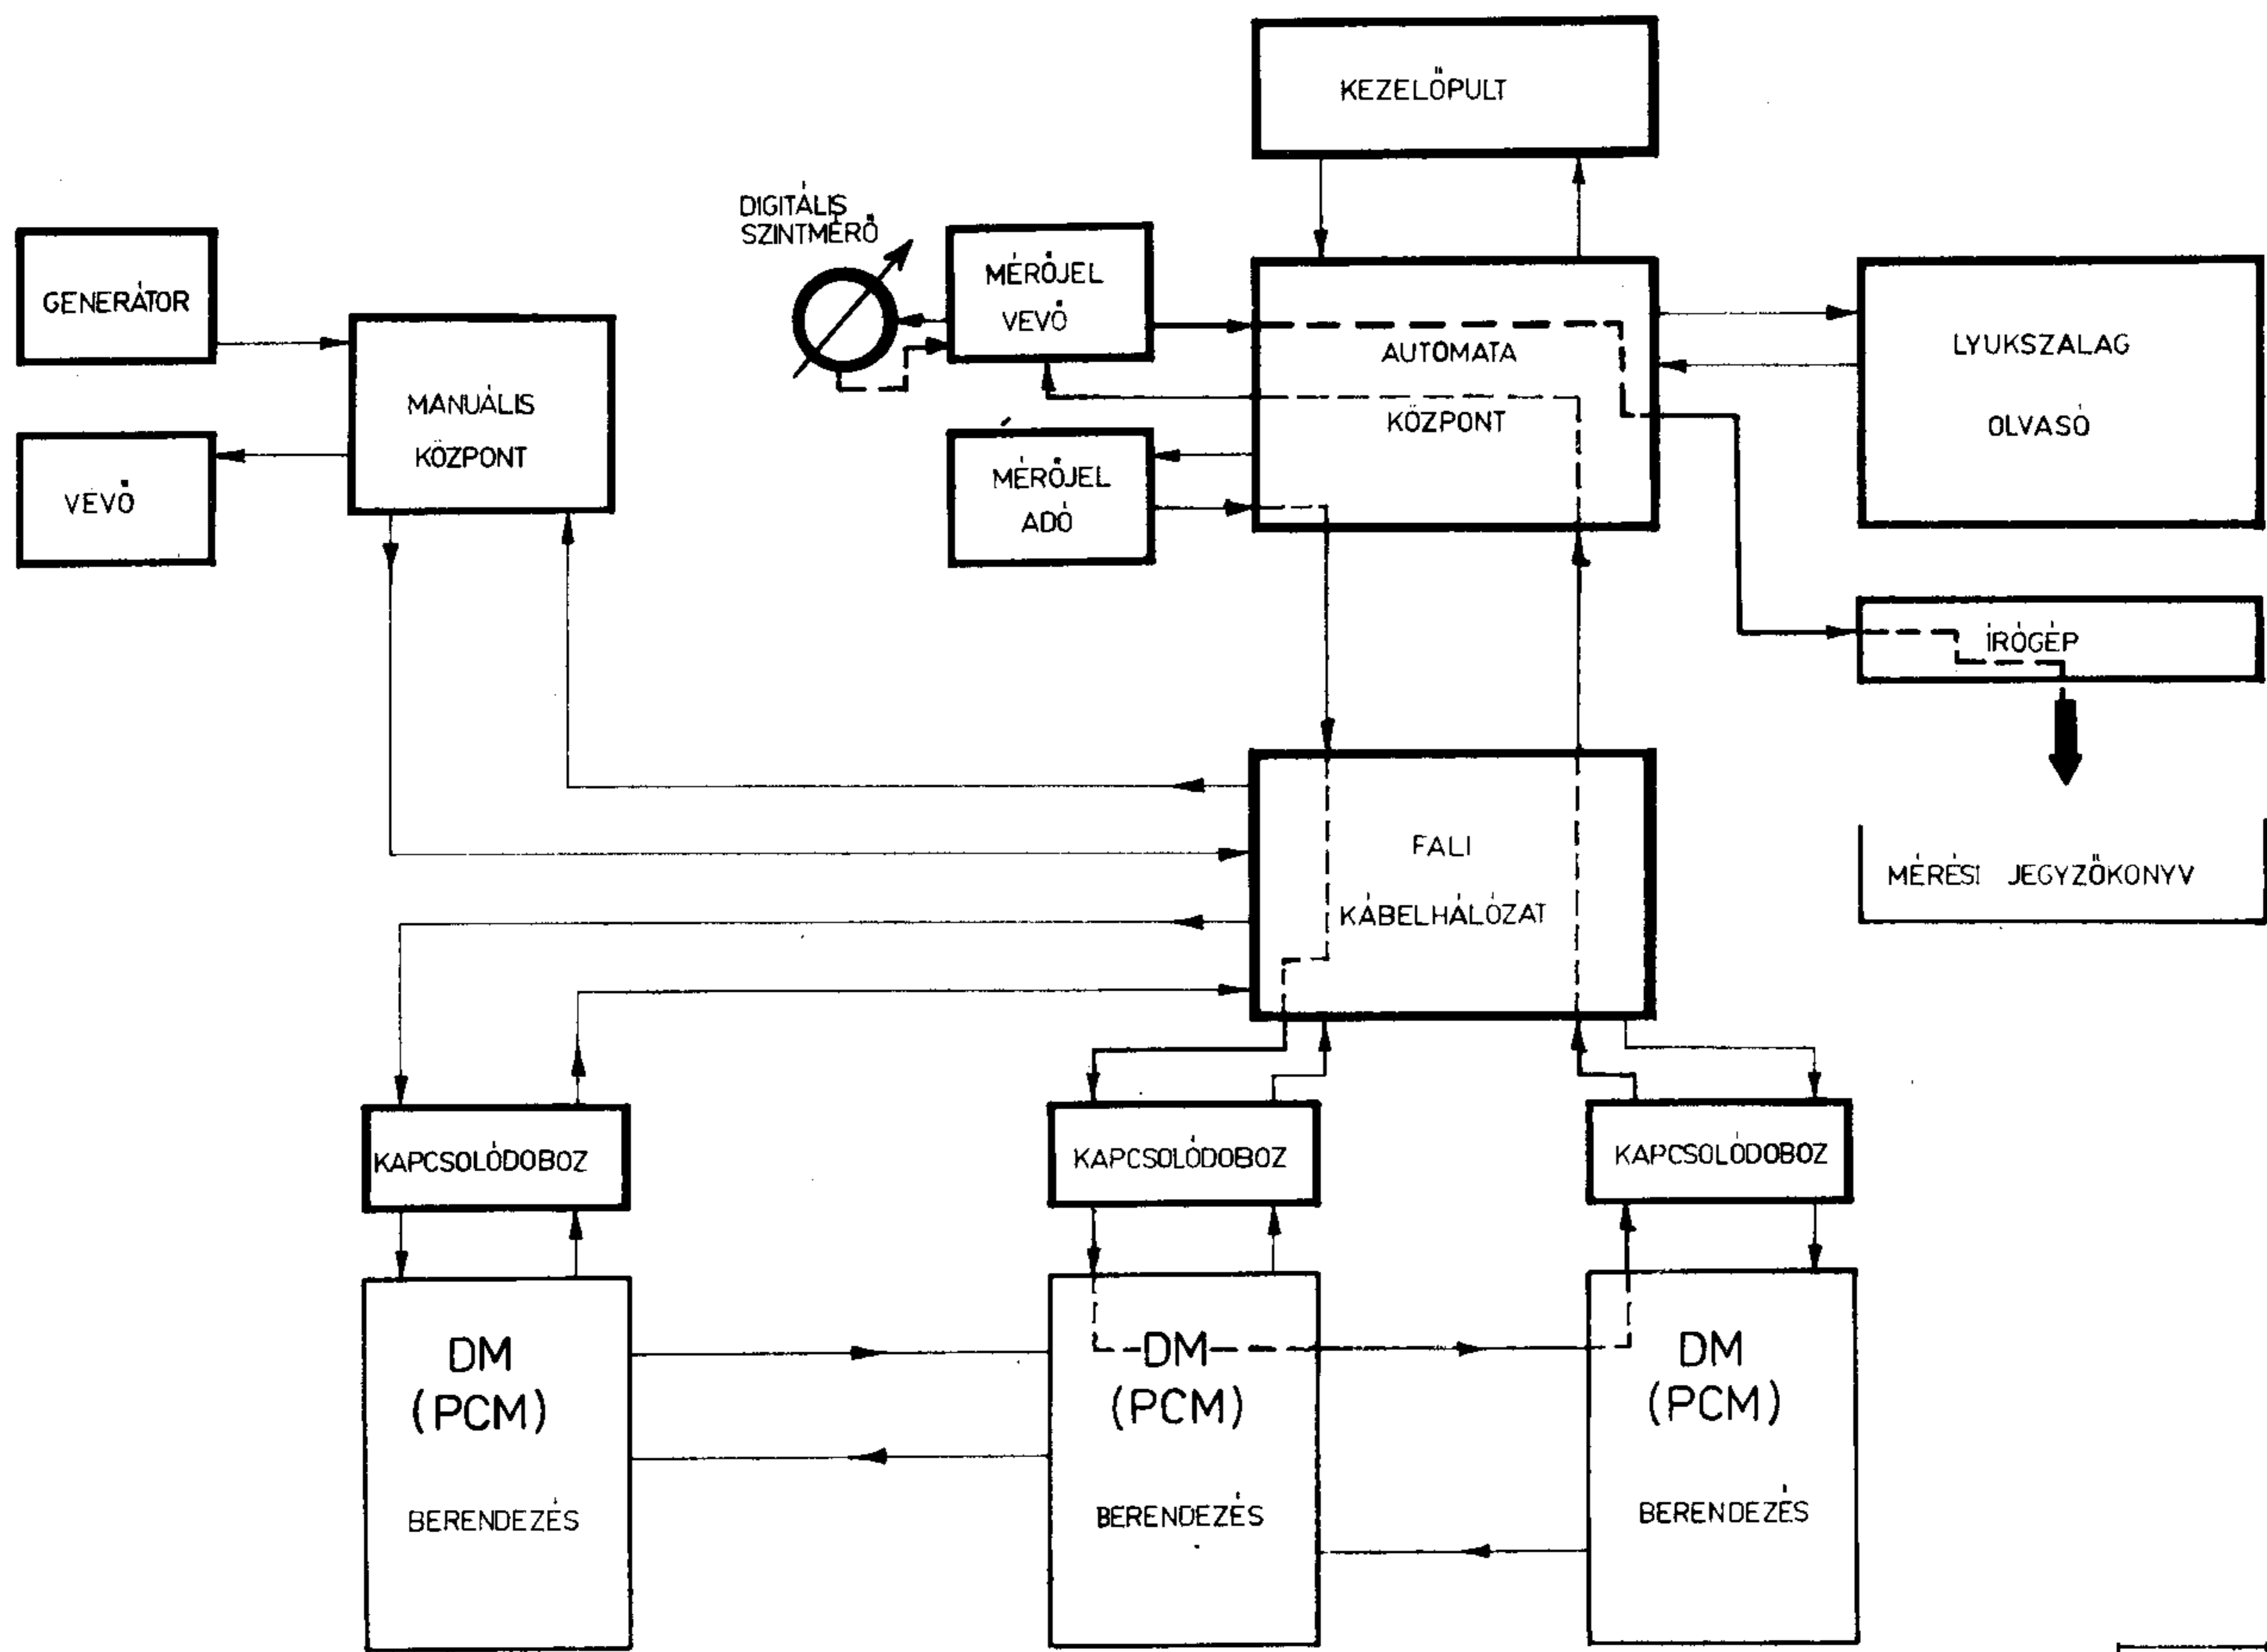 KEZELŐPULT
DIGITÁLIS
SZINTMÉRŐ
GENERÁTOR
MÉRŐJEL
VEVŐ
AUTOMATA
KÖZPONT
LYUKSZALAG
OLVASÓ
MANUÁLIS
KÖZPONT
VEVŐ
MÉRŐJEL
ADÓ
ÍRÓGÉP
FALI
KÁBELHÁLÓZAT
MÉRÉSI JEGYZŐKONYV
KAPCSOLÓDOBOZ
KAPCSOLÓDOBOZ
KAPCSOLÓDOBOZ
DM
(PCM)
BERENDEZÉS
DM
(PCM)
BERENDEZÉS
DM
(PCM)
BERENDEZÉS